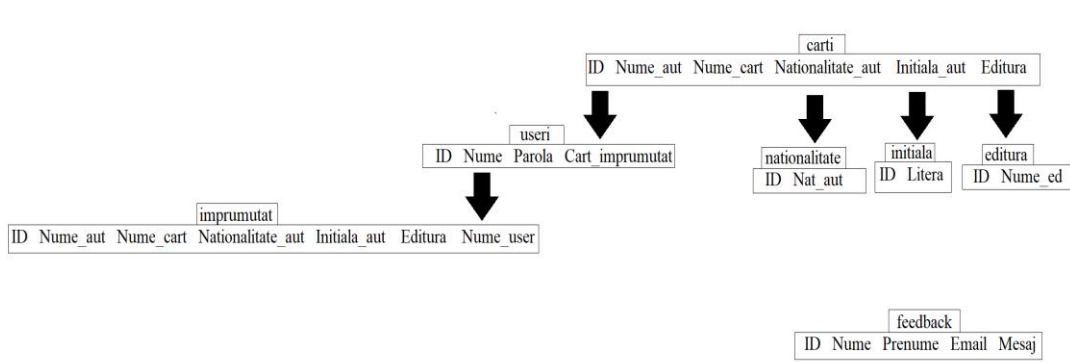 carti
ID Nume_aut Nume_cart Nationalitate_aut Initiala_aut Editura
useri
ID Nume Parola Cart_imprumutat
nationalitate
ID Nat_aut
initiala
ID Litera
editura
ID Nume_ed
imprumutat
ID Nume_aut Nume_cart Nationalitate_aut Initiala_aut Editura Nume_user
feedback
ID Nume Prenume Email Mesaj